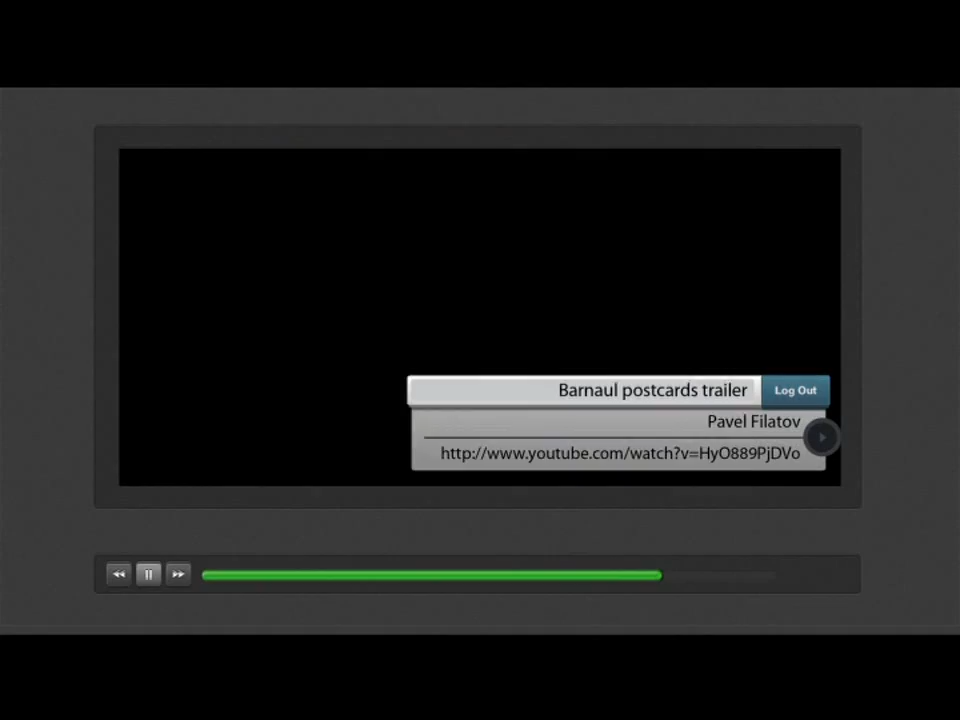 Barnaul postcards trailer
Log Out
Pavel Filatov
http://www.youtube.com/watch?v=HyO889PjDVo